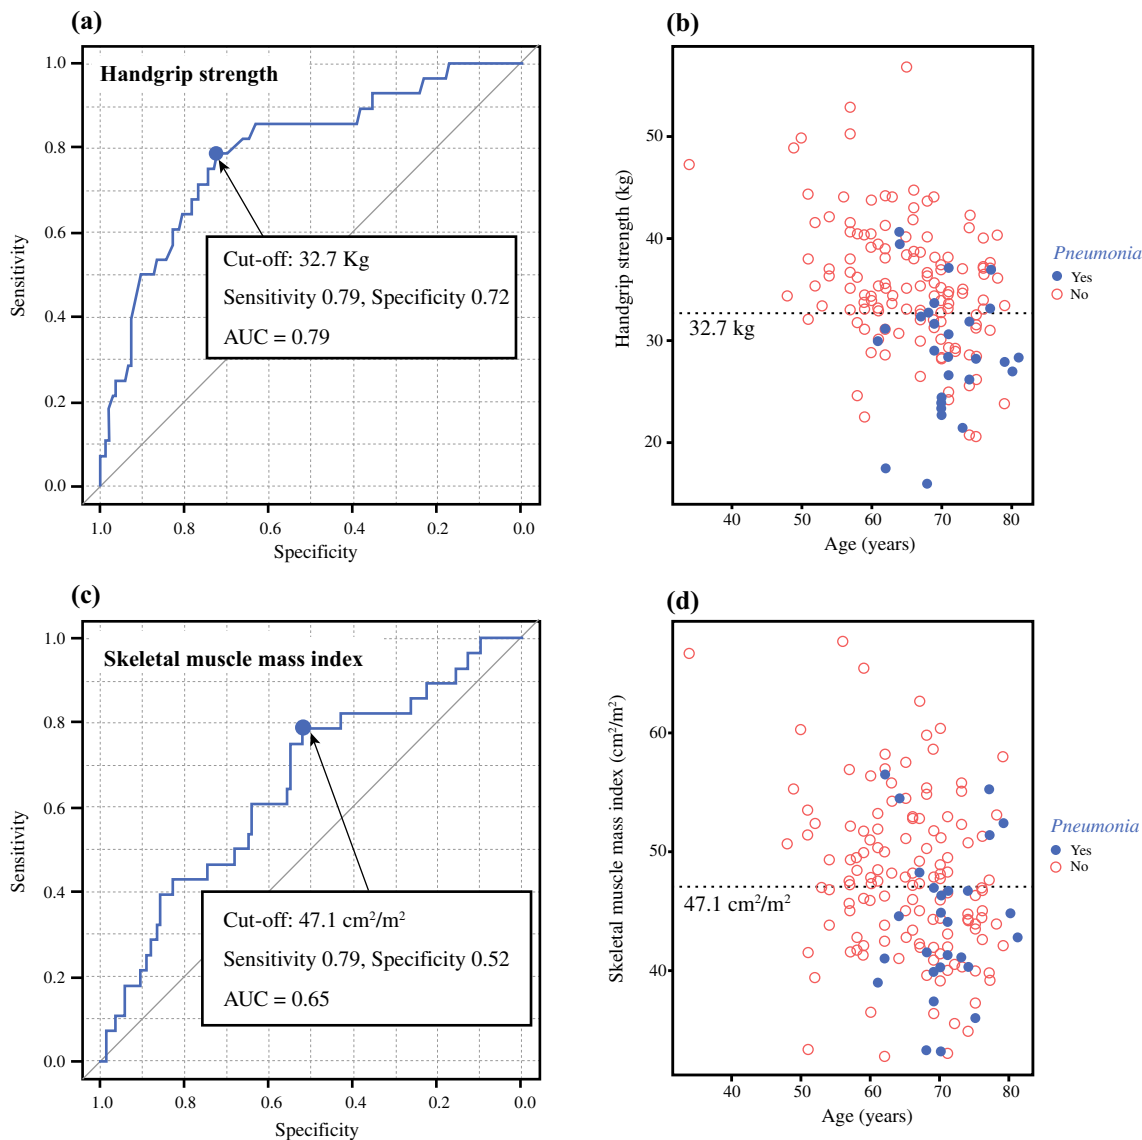 (a)
Handgrip strength
1.0
0.8
0.6
0.4
0.2
0.0
Sensitivity
Cut-off: 32.7 Kg
Sensitivity 0.79, Specificity 0.72
AUC = 0.79
1.0 0.8 0.6 0.4 0.2 0.0
Specificity
(b)
50
40
30
20
Handgrip strength (kg)
32.7 kg
40 50 60 70 80
Age (years)
Pneumonia
Yes
No
(c)
Skeletal muscle mass index
1.0
0.8
0.6
0.4
0.2
0.0
Sensitivity
Cut-off: 47.1 cm²/m²
Sensitivity 0.79, Specificity 0.52
AUC = 0.65
1.0 0.8 0.6 0.4 0.2 0.0
Specificity
(d)
60
50
40
Skeletal muscle mass index (cm²/m²)
47.1 cm²/m²
40 50 60 70 80
Age (years)
Pneumonia
Yes
No